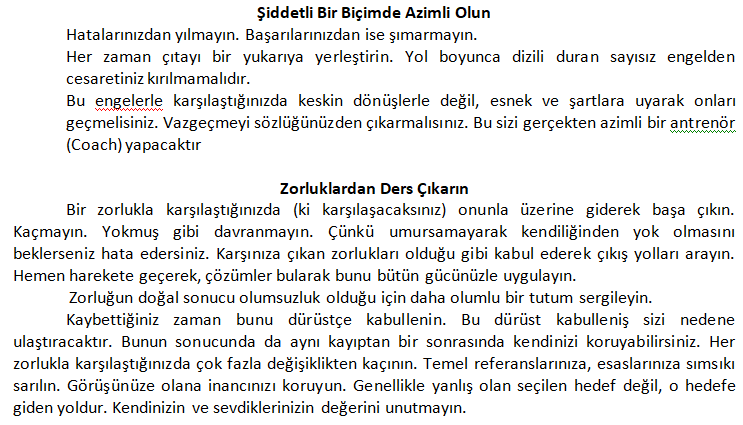 Şiddetli Bir Biçimde Azimli Olun
Hatalarınızdan yılmayın. Başarılarınızdan ise şımarmayın.
Her zaman çıtayı bir yukarıya yerleştirin. Yol boyunca dizili duran sayısız engelden
cesaretiniz kırılmamalıdır.
Bu engelerle karşılaştığınızda keskin dönüşlerle değil, esnek ve şartlara uyarak onları
geçmelisiniz. Vazgeçmeyi sözlüğünüzden çıkarmalısınız. Bu sizi gerçekten azimli bir antrenör
(Coach) yapacaktır
Zorluklardan Ders Çıkarın
Bir zorlukla karşılaştığınızda (ki karşılaşacaksınız) onunla üzerine giderek başa çıkın.
Kaçmayın. Yokmuş gibi davranmayın. Çünkü umursamayarak kendiliğinden yok olmasını
beklerseniz hata edersiniz. Karşınıza çıkan zorlukları olduğu gibi kabul ederek çıkış yolları arayın.
Hemen harekete geçerek, çözümler bularak bunu bütün gücünüzle uygulayın.
Zorluğun doğal sonucu olumsuzluk olduğu için daha olumlu bir tutum sergileyin.
Kaybettiğiniz zaman bunu dürüstçe kabullenin. Bu dürüst kabulleniş sizi nedene
ulaştıracaktır. Bunun sonucunda da aynı kayıptan bir sonrasında kendinizi koruyabilirsiniz. Her
zorlukla karşılaştığınızda çok fazla değişiklikten kaçının. Temel referanslarınıza, esaslarınıza sımsıkı
sarılın. Görüşünüze olana inancınızı koruyun. Genellikle yanlış olan seçilen hedef değil, o hedefe
giden yoldur. Kendinizin ve sevdiklerinizin değerini unutmayın.